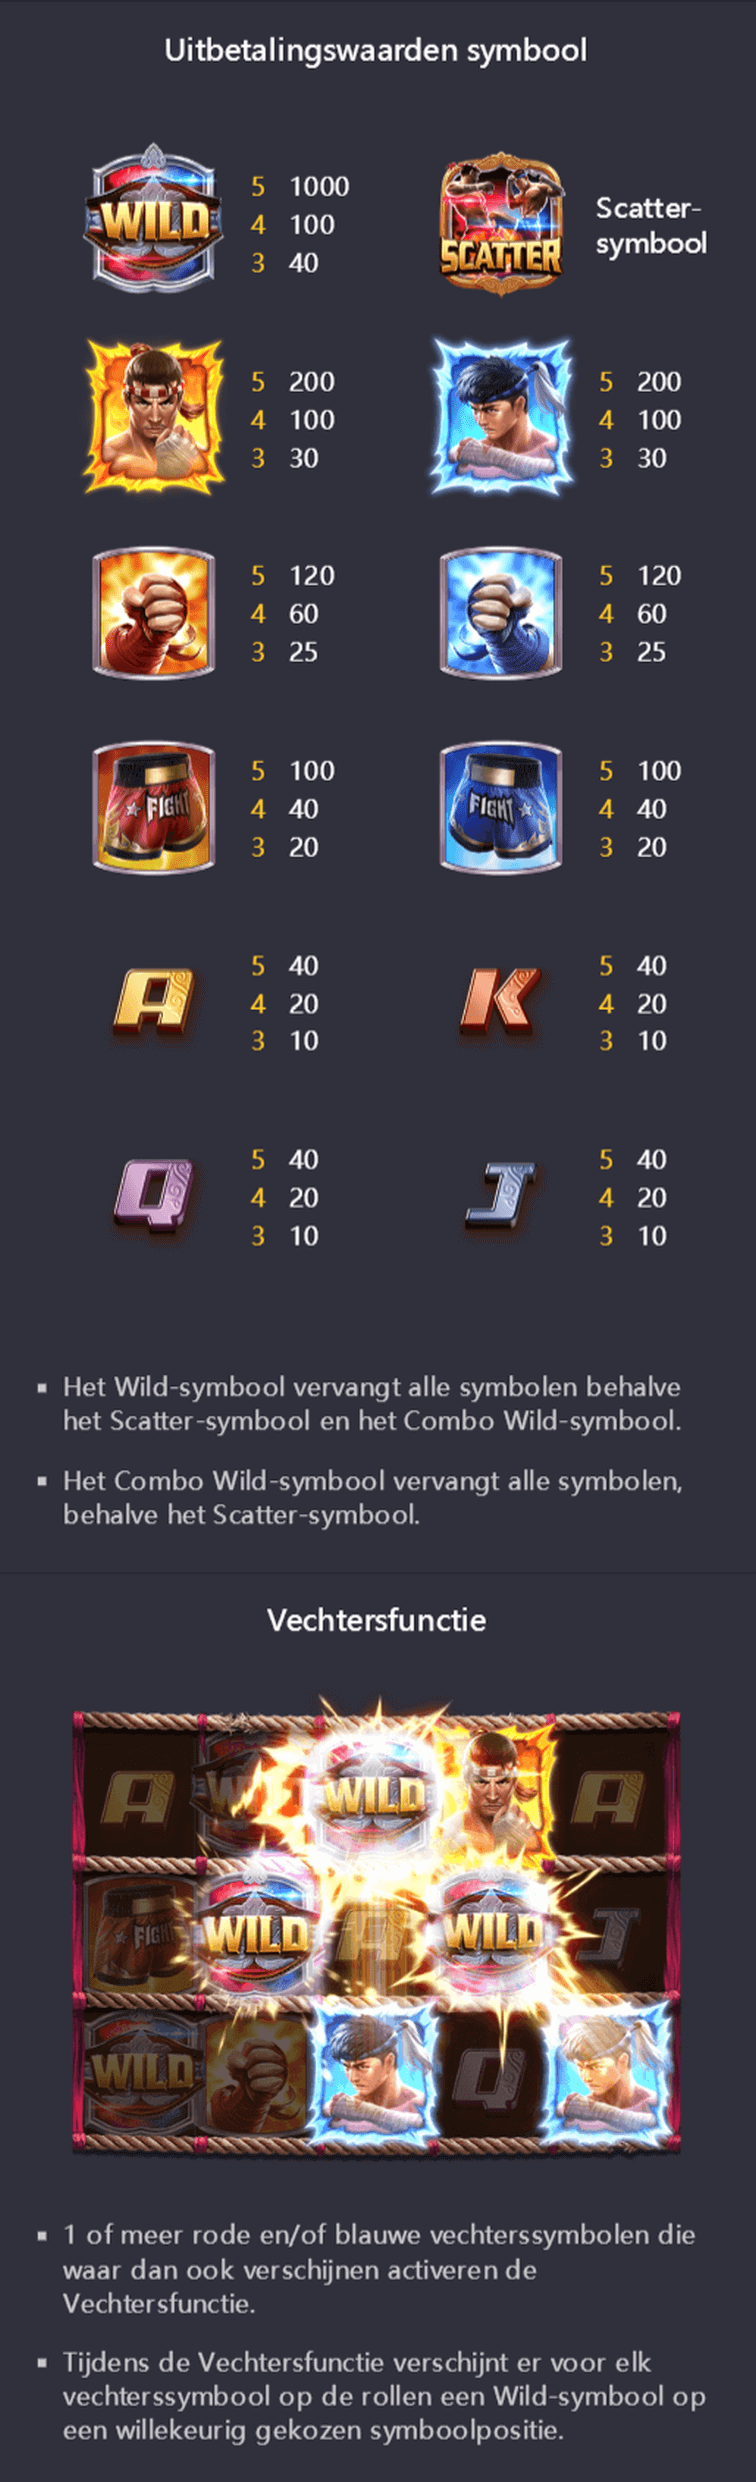 Uitbetalingswaarden symbool
WILD
5 1000
4 100
3 40
SCATTER
Scatter-
symbool
5 200
4 100
3 30
5 200
4 100
3 30
5 120
4 60
3 25
5 120
4 60
3 25
FIGHT
5 100
4 40
3 20
FIGHT
5 100
4 40
3 20
A
5 40
4 20
3 10
K
5 40
4 20
3 10
Q
5 40
4 20
3 10
J
5 40
4 20
3 10
▪ Het Wild-symbool vervangt alle symbolen behalve
het Scatter-symbool en het Combo Wild-symbool.
▪ Het Combo Wild-symbool vervangt alle symbolen,
behalve het Scatter-symbool.
Vechtersfunctie
A WILD WILD A
FIGHT WILD A WILD J
WILD Q
▪ 1 of meer rode en/of blauwe vechterssymbolen die
waar dan ook verschijnen activeren de
Vechtersfunctie.
▪ Tijdens de Vechtersfunctie verschijnt er voor elk
vechterssymbool op de rollen een Wild-symbool op
een willekeurig gekozen symboolpositie.